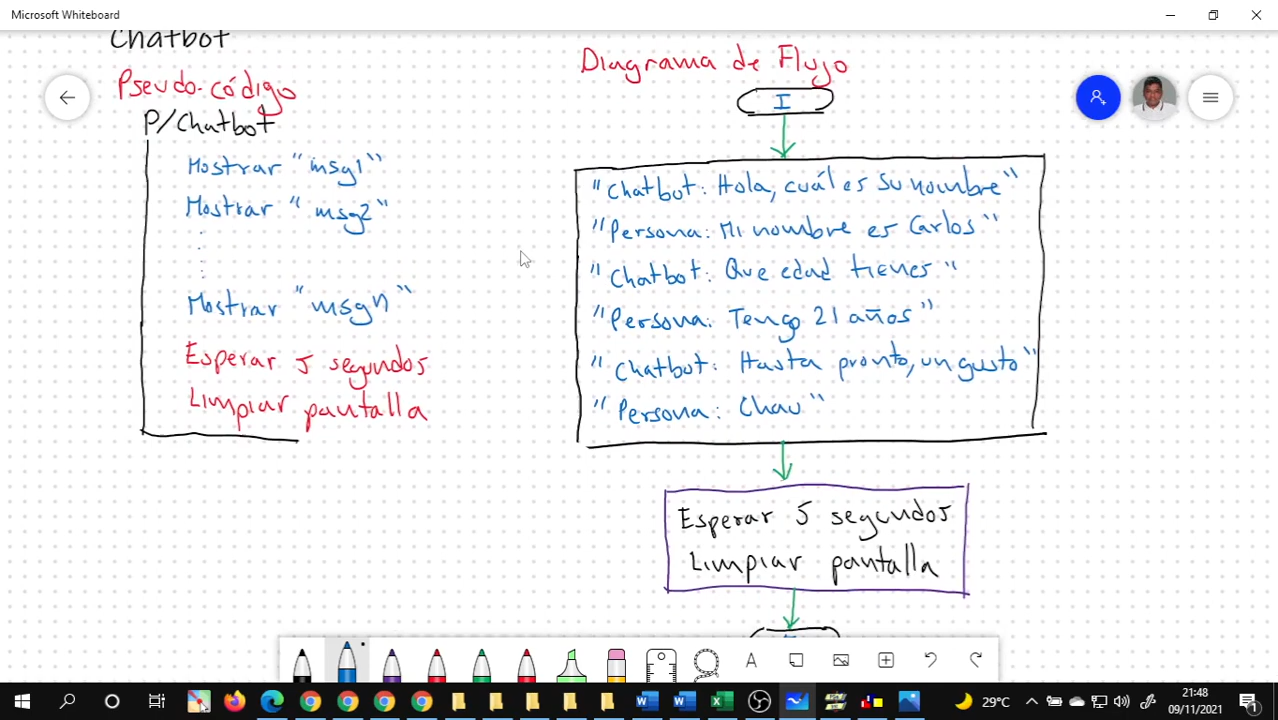 Microsoft Whiteboard
Chatbot
Pseudo-código
P/Chatbot
Mostrar "msg1"
Mostrar "msg2"
Mostrar "msgn"
Esperar 5 segundos
Limpiar pantalla
Diagrama de Flujo
I
"Chatbot: Hola, cuál es su nombre"
"Persona: Mi nombre es Carlos"
"Chatbot: Que edad tienes"
"Persona: Tengo 21 años"
"Chatbot: Hasta pronto, un gusto"
"Persona: Chau"
Esperar 5 segundos
Limpiar pantalla
29°C
21:48
09/11/2021